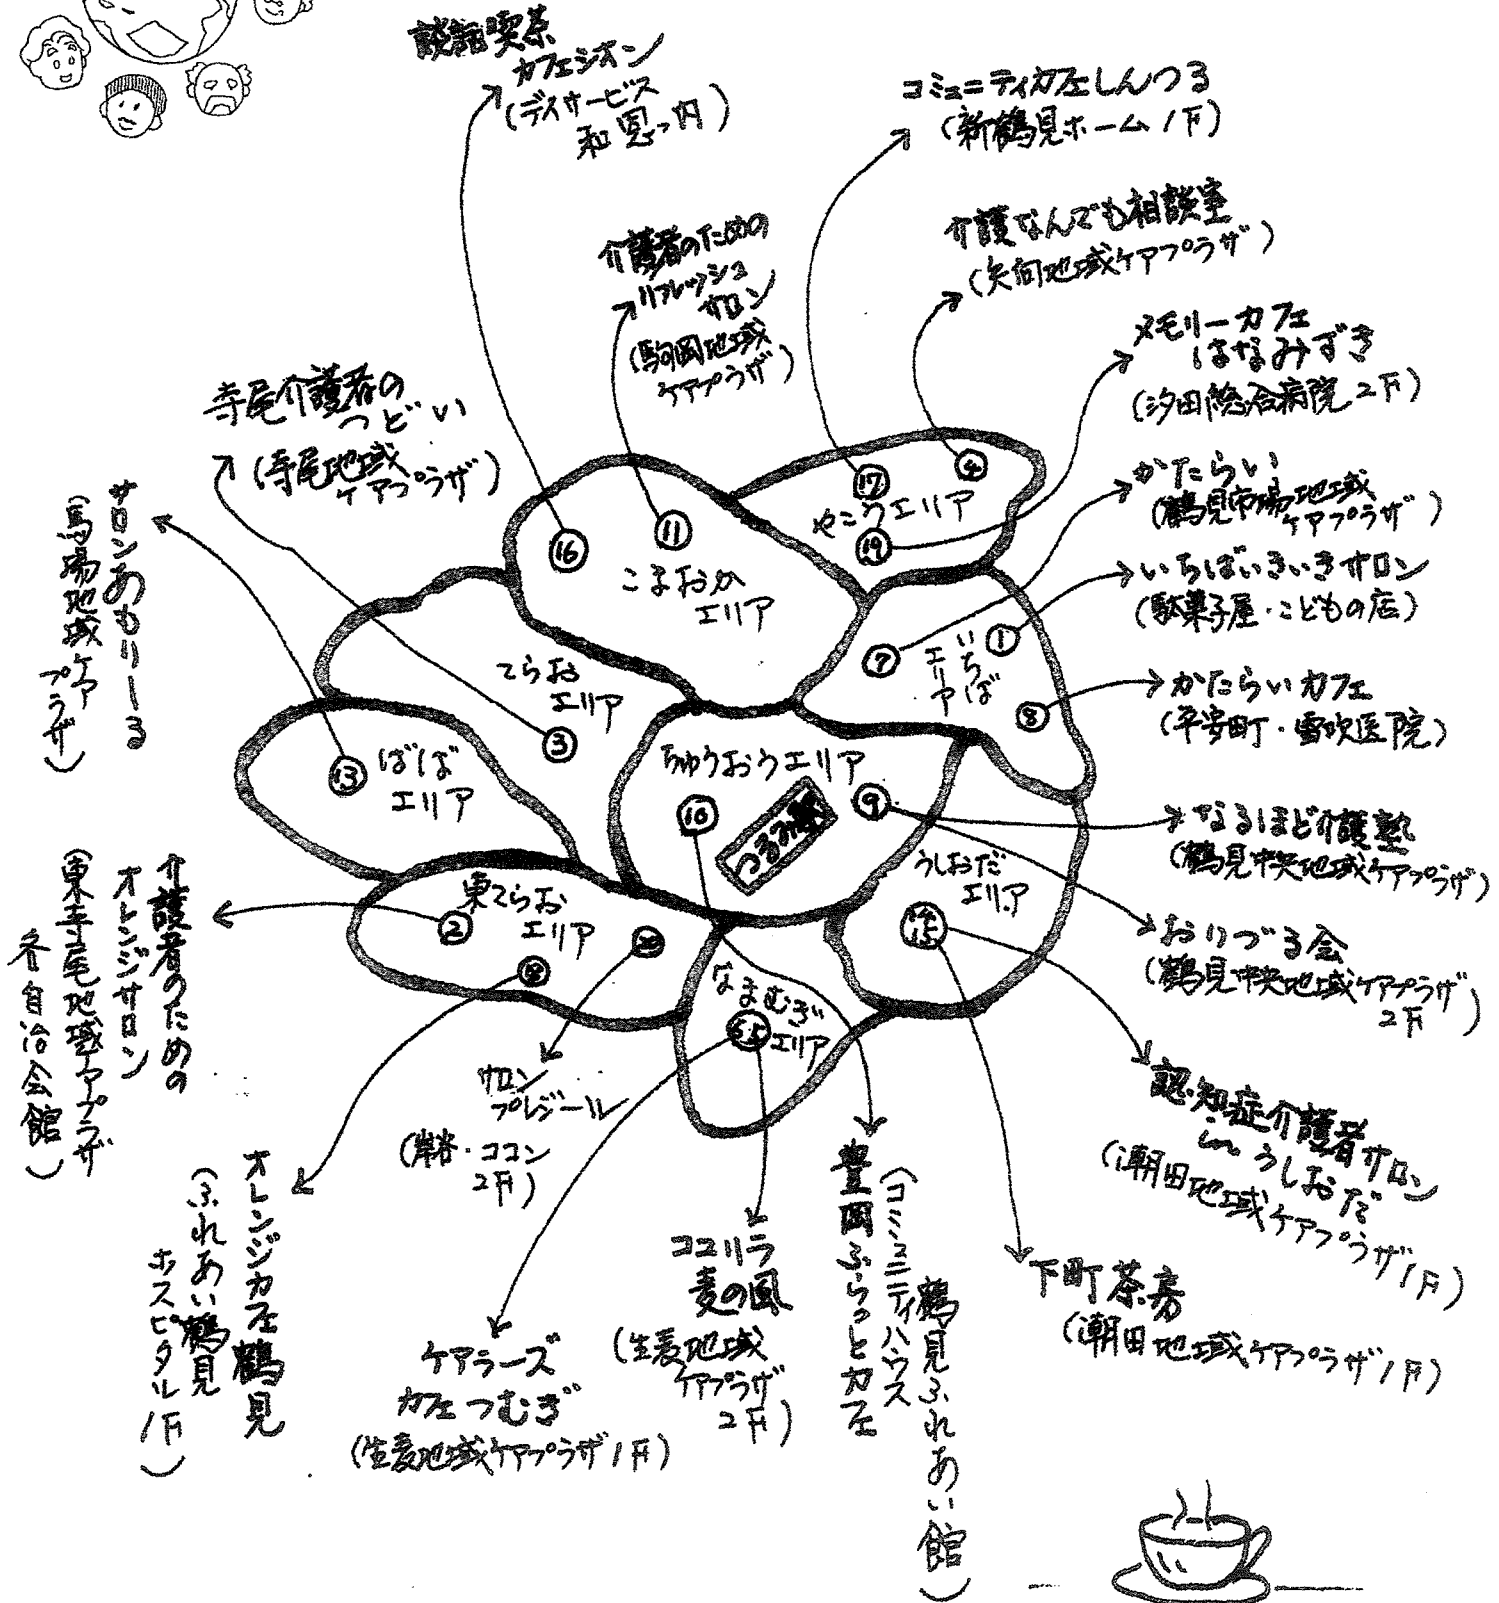 談話喫茶
カフェシオン
(デイサービス
和恩っ内)
コミュニティカフェしんつる
(新鶴見ホーム1F)
介護なんでも相談室
(矢向地域ケアプラザ)
介護者のための
リフレッシュ
サロン
(駒岡地域
ケアプラザ)
メモリーカフェ
はなみずき
(汐田総合病院2F)
寺尾介護者の
つどい
(寺尾地域
ケアプラザ)
かたらい
(鶴見市場地域
ケアプラザ)
いちばいきいきサロン
(駄菓子屋・こどもの店)
かたらいカフェ
(平安町・雪吹医院)
サロンあもりーる
(馬場地域ケア
プラザ)
⑰
④
やこうエリア
⑲
⑯
⑪
こまおか
エリア
⑦
①
いちば
エリア
⑧
てらお
エリア
③
⑬
ばば
エリア
ちゅうおうエリア
⑩
⑨
つるみ駅
うしおだ
エリア
14
15
東てらお
エリア
②
⑱
⑳
なまむぎ
エリア
なるほど介護塾
(鶴見中央地域ケアプラザ)
おりづる会
(鶴見中央地域ケアプラザ
2F)
認知症介護者サロン
in うしおだ
(潮田地域ケアプラザ1F)
下町茶房
(潮田地域ケアプラザ1F)
介護者のための
オレンジサロン
(東寺尾地域ケアプラザ
各自治会館)
サロン
プレジール
(岸谷・ココン
2F)
オレンジカフェ鶴見
(ふれあい鶴見
ホスピタル1F)
ケアラーズ
カフェつむぎ
(生麦地域ケアプラザ1F)
ココリラ
麦の風
(生麦地域
ケアプラザ
2F)
豊岡ふらっとカフェ
(コミュニティハウス
鶴見ふれあい館)